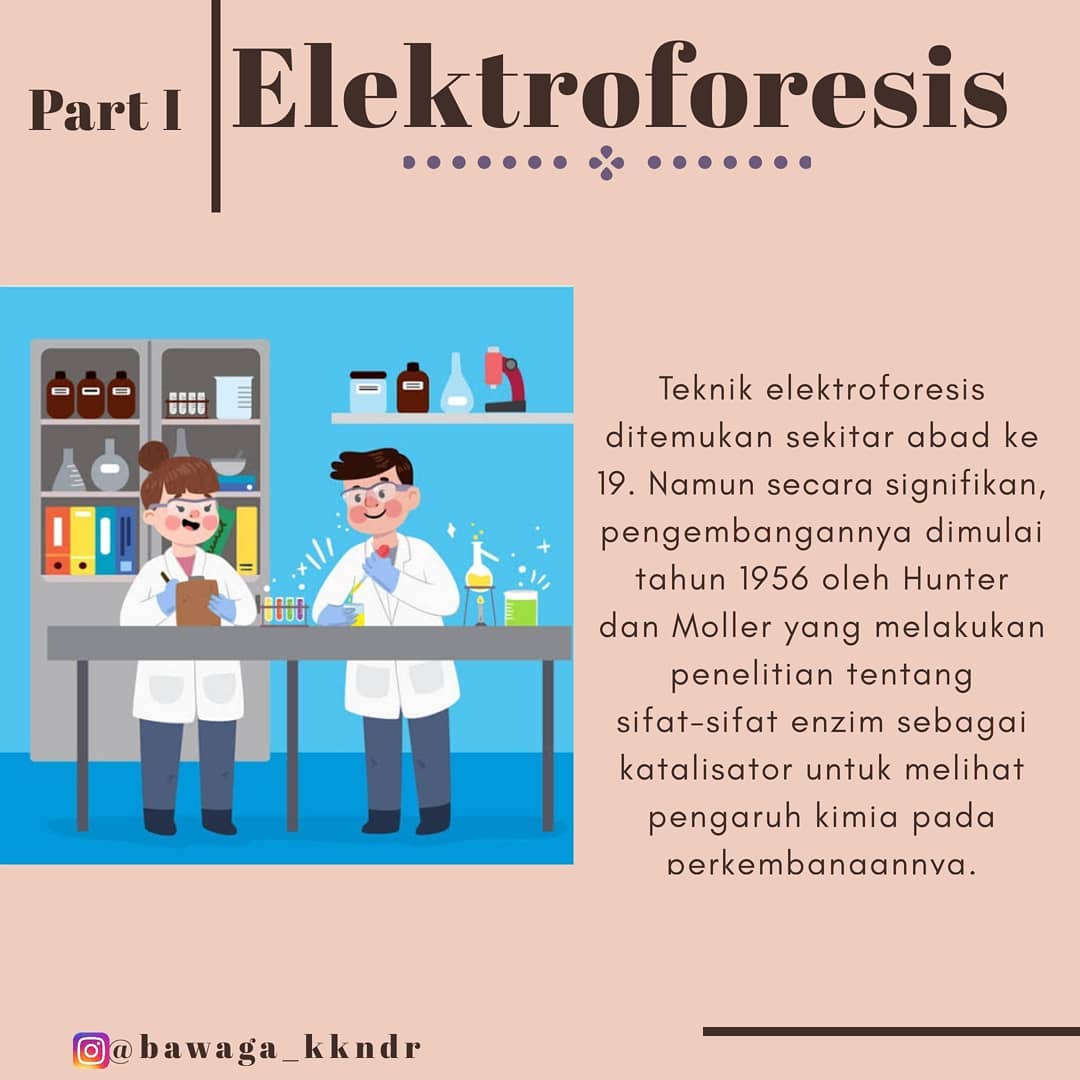 Part I
Elektroforesis
Teknik elektroforesis
ditemukan sekitar abad ke
19. Namun secara signifikan,
pengembangannya dimulai
tahun 1956 oleh Hunter
dan Moller yang melakukan
penelitian tentang
sifat-sifat enzim sebagai
katalisator untuk melihat
pengaruh kimia pada
perkembangannya.
@bawaga_kkndr